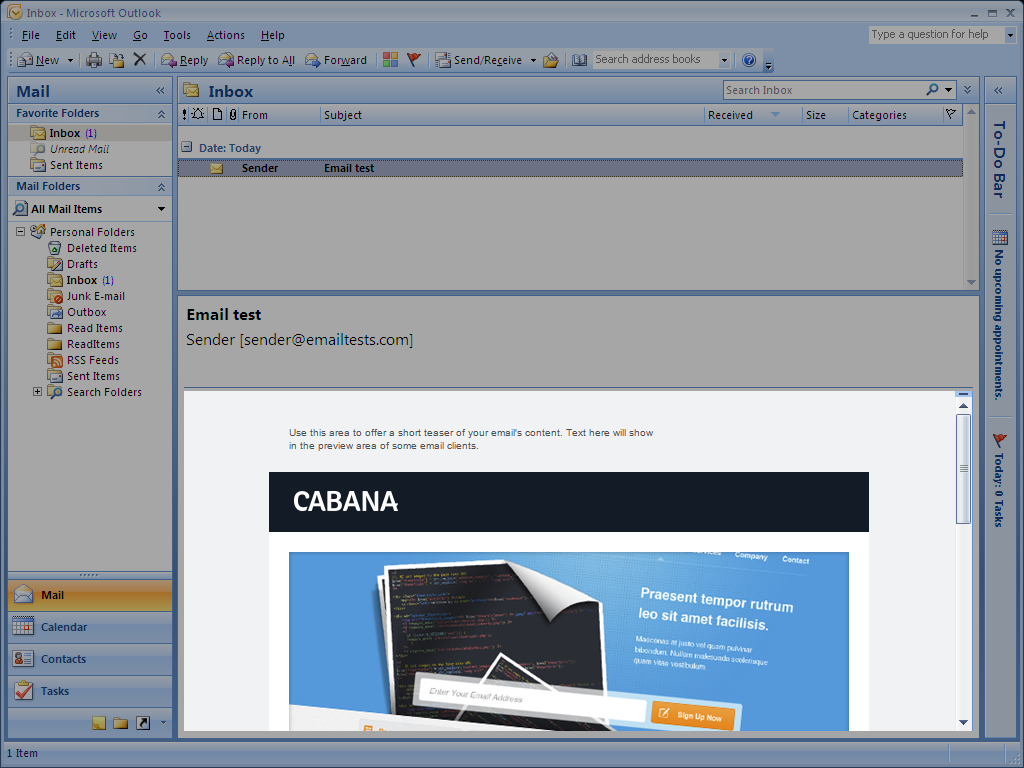 Inbox - Microsoft Outlook
File Edit View Go Tools Actions Help
Type a question for help
New Reply Reply to All Forward Send/Receive Search address books
Mail
Favorite Folders
Inbox (1)
Unread Mail
Sent Items
Mail Folders
All Mail Items
Personal Folders
Deleted Items
Drafts
Inbox (1)
Junk E-mail
Outbox
Read Items
ReadItems
RSS Feeds
Sent Items
Search Folders
Mail
Calendar
Contacts
Tasks
1 Item
Inbox
Search Inbox
From Subject Received Size Categories
Date: Today
Sender Email test
Email test
Sender [sender@emailtests.com]
Use this area to offer a short teaser of your email's content. Text here will show
in the preview area of some email clients.
CABANA
Company Contact
Praesent tempor rutrum
leo sit amet facilisis.
Maecenas at justo vel quam pulvinar
bibendum. Nullam malesuada scelerisque
quam vitae vestibulum
Enter Your Email Address
Sign Up Now
To-Do Bar
No upcoming appointments.
Today: 0 Tasks